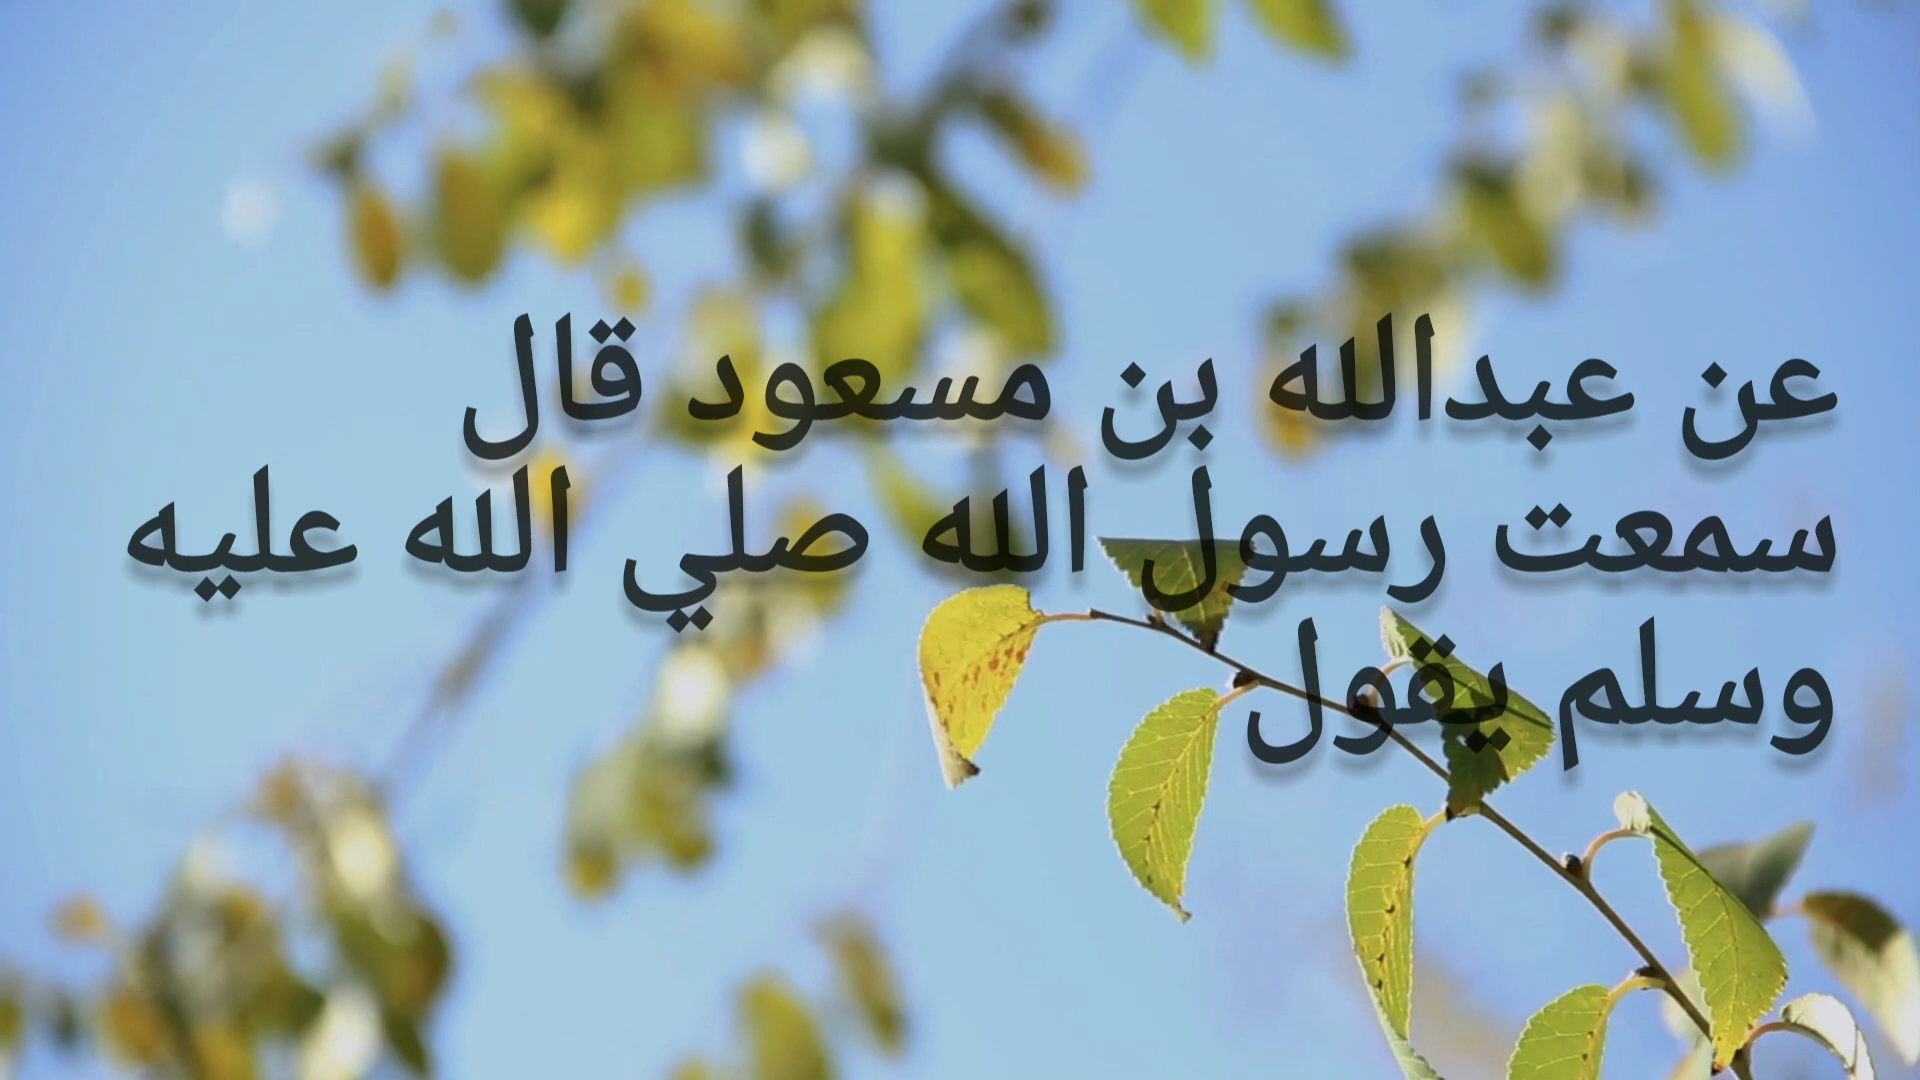 عن عبدالله بن مسعود قال
سمعت رسول الله صلي الله عليه
وسلم يقول